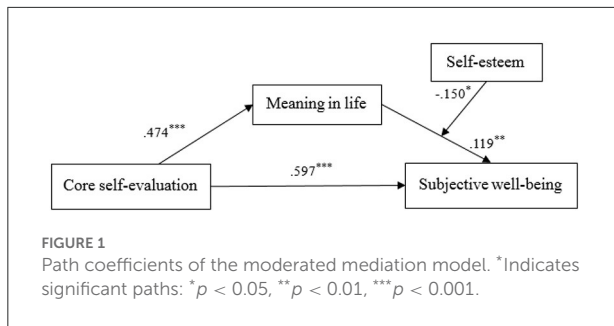 Self-esteem
-.150*
Meaning in life
.474***
.119**
Core self-evaluation
.597***
Subjective well-being
FIGURE 1
Path coefficients of the moderated mediation model. *Indicates
significant paths: *p < 0.05, **p < 0.01, ***p < 0.001.